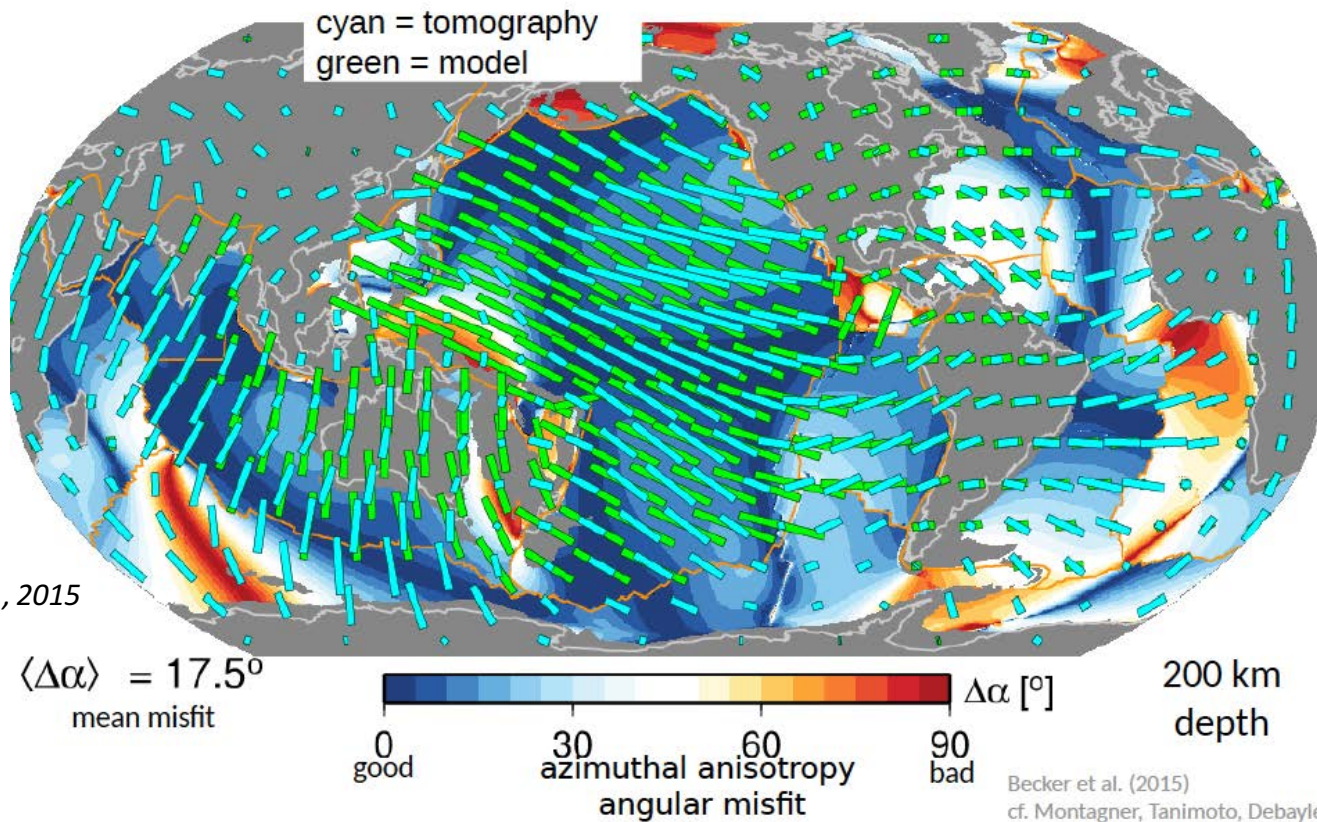 cyan = tomography
green = model
, 2015
⟨Δα⟩ = 17.5º
mean misfit
0 30 60 90
Δα [º]
good bad
azimuthal anisotropy
angular misfit
200 km
depth
Becker et al. (2015)
cf. Montagner, Tanimoto, Debayle